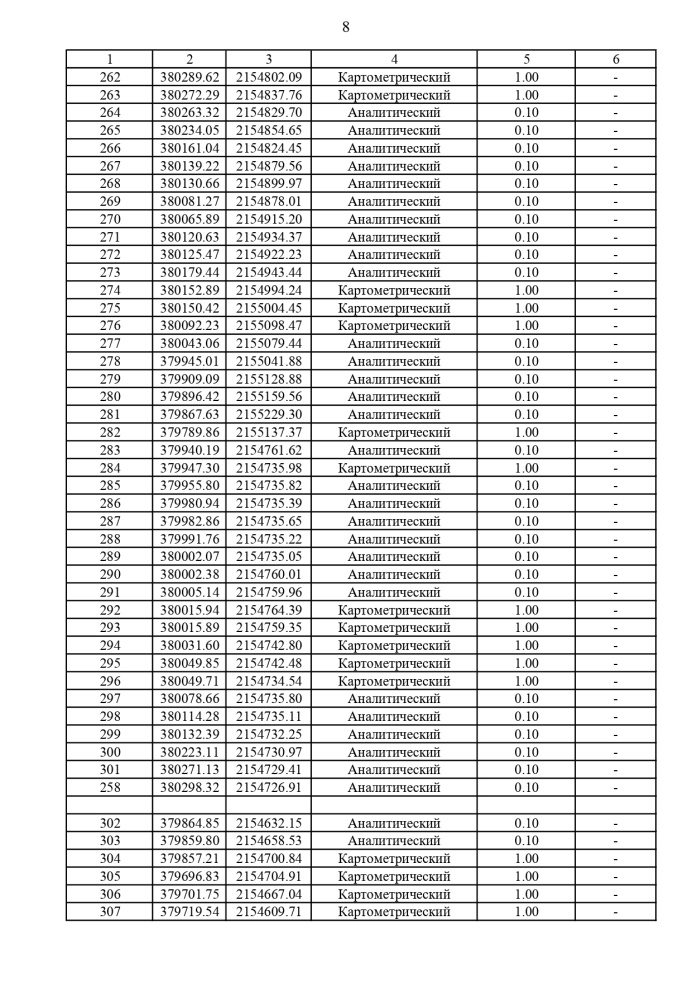 8
1 2 3 4 5 6
262 380289.62 2154802.09 Картометрический 1.00 -
263 380272.29 2154837.76 Картометрический 1.00 -
264 380263.32 2154829.70 Аналитический 0.10 -
265 380234.05 2154854.65 Аналитический 0.10 -
266 380161.04 2154824.45 Аналитический 0.10 -
267 380139.22 2154879.56 Аналитический 0.10 -
268 380130.66 2154899.97 Аналитический 0.10 -
269 380081.27 2154878.01 Аналитический 0.10 -
270 380065.89 2154915.20 Аналитический 0.10 -
271 380120.63 2154934.37 Аналитический 0.10 -
272 380125.47 2154922.23 Аналитический 0.10 -
273 380179.44 2154943.44 Аналитический 0.10 -
274 380152.89 2154994.24 Картометрический 1.00 -
275 380150.42 2155004.45 Картометрический 1.00 -
276 380092.23 2155098.47 Картометрический 1.00 -
277 380043.06 2155079.44 Аналитический 0.10 -
278 379945.01 2155041.88 Аналитический 0.10 -
279 379909.09 2155128.88 Аналитический 0.10 -
280 379896.42 2155159.56 Аналитический 0.10 -
281 379867.63 2155229.30 Аналитический 0.10 -
282 379789.86 2155137.37 Картометрический 1.00 -
283 379940.19 2154761.62 Аналитический 0.10 -
284 379947.30 2154735.98 Картометрический 1.00 -
285 379955.80 2154735.82 Аналитический 0.10 -
286 379980.94 2154735.39 Аналитический 0.10 -
287 379982.86 2154735.65 Аналитический 0.10 -
288 379991.76 2154735.22 Аналитический 0.10 -
289 380002.07 2154735.05 Аналитический 0.10 -
290 380002.38 2154760.01 Аналитический 0.10 -
291 380005.14 2154759.96 Аналитический 0.10 -
292 380015.94 2154764.39 Картометрический 1.00 -
293 380015.89 2154759.35 Картометрический 1.00 -
294 380031.60 2154742.80 Картометрический 1.00 -
295 380049.85 2154742.48 Картометрический 1.00 -
296 380049.71 2154734.54 Картометрический 1.00 -
297 380078.66 2154735.80 Аналитический 0.10 -
298 380114.28 2154735.11 Аналитический 0.10 -
299 380132.39 2154732.25 Аналитический 0.10 -
300 380223.11 2154730.97 Аналитический 0.10 -
301 380271.13 2154729.41 Аналитический 0.10 -
258 380298.32 2154726.91 Аналитический 0.10 -
302 379864.85 2154632.15 Аналитический 0.10 -
303 379859.80 2154658.53 Аналитический 0.10 -
304 379857.21 2154700.84 Картометрический 1.00 -
305 379696.83 2154704.91 Картометрический 1.00 -
306 379701.75 2154667.04 Картометрический 1.00 -
307 379719.54 2154609.71 Картометрический 1.00 -